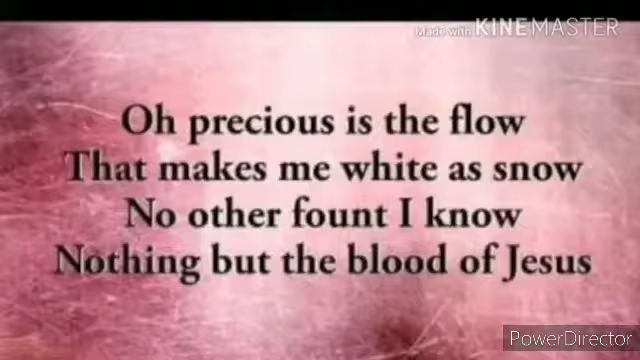 Made with KINEMASTER
Oh precious is the flow
That makes me white as snow
No other fount I know
Nothing but the blood of Jesus
PowerDirector